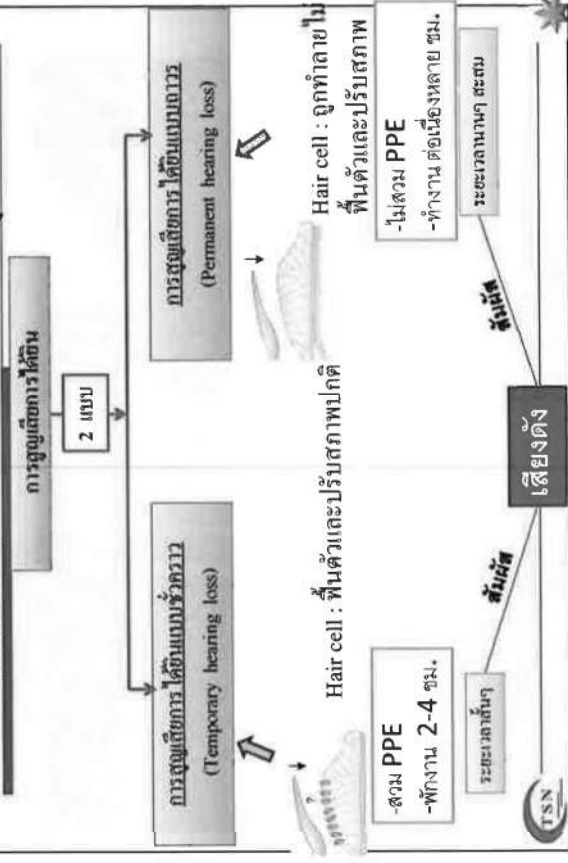 การสูญเสียการได้ยิน
2 แบบ
การสูญเสียการได้ยินแบบชั่วคราว
(Temporary hearing loss)
การสูญเสียการได้ยินแบบถาวร
(Permanent hearing loss)
Hair cell : ฟื้นตัวและปรับสภาพปกติ
Hair cell : ถูกทำลาย ไม่
ฟื้นตัวและปรับสภาพ
-สวม PPE
-พักงาน 2-4 ชม.
-ไม่สวม PPE
-ทำงาน ต่อเนื่องหลาย ชม.
ระยะเวลาสั้นๆ
ระยะเวลานานๆ สะสม
สัมผัส
สัมผัส
เสียงดัง
TSN